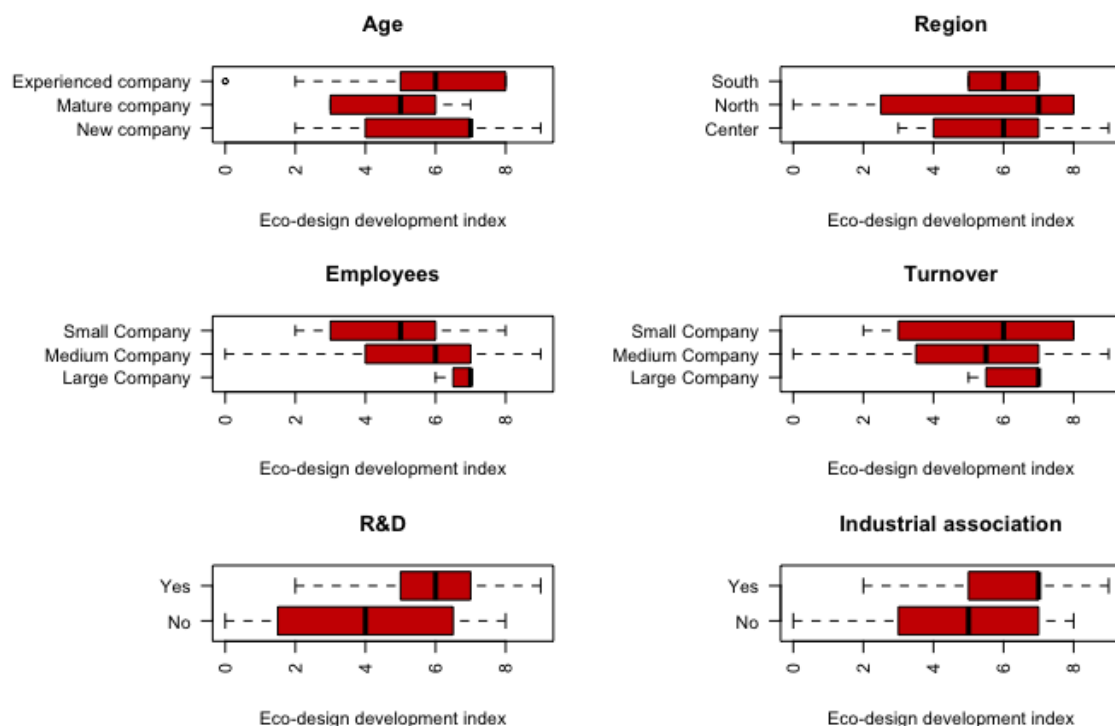 Age
Experienced company
Mature company
New company
0 2 4 6 8
Eco-design development index
Region
South
North
Center
0 2 4 6 8
Eco-design development index
Employees
Small Company
Medium Company
Large Company
0 2 4 6 8
Eco-design development index
Turnover
Small Company
Medium Company
Large Company
0 2 4 6 8
Eco-design development index
R&D
Yes
No
0 2 4 6 8
Eco-design development index
Industrial association
Yes
No
0 2 4 6 8
Eco-design development index